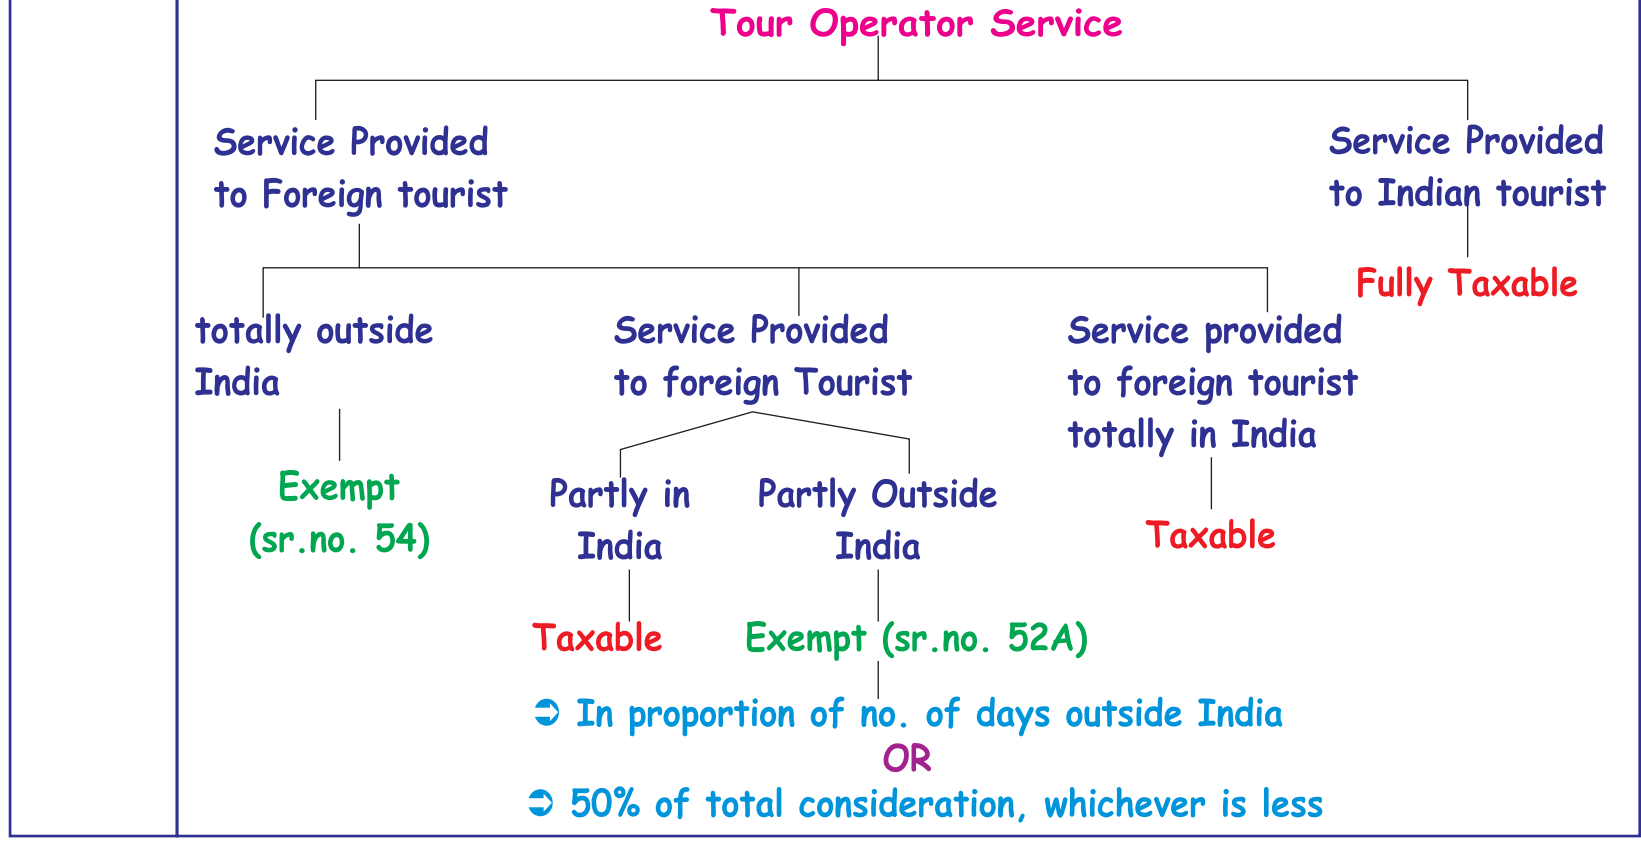 Tour Operator Service
Service Provided
to Foreign tourist
Service Provided
to Indian tourist
Fully Taxable
totally outside
India
Exempt
(sr.no. 54)
Service Provided
to foreign Tourist
Partly in
India
Taxable
Partly Outside
India
Exempt (sr.no. 52A)
Service provided
to foreign tourist
totally in India
Taxable
➲ In proportion of no. of days outside India
OR
➲ 50% of total consideration, whichever is less